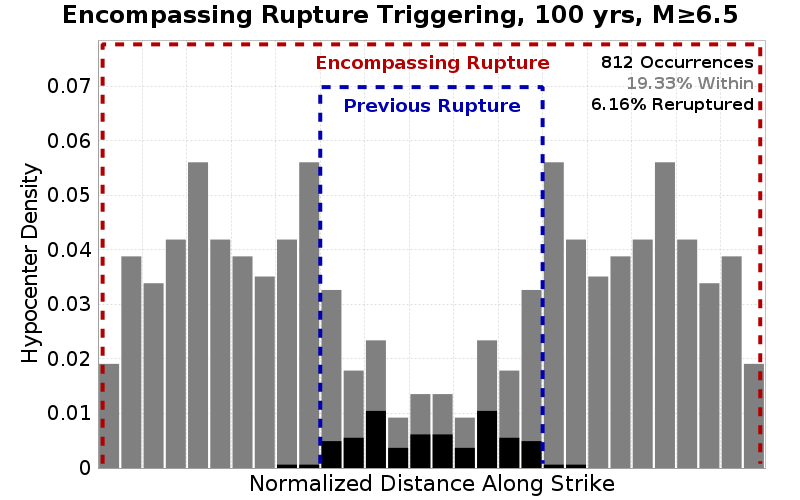 Encompassing Rupture Triggering, 100 yrs, M≥6.5
Encompassing Rupture
812 Occurrences
19.33% Within
Previous Rupture
6.16% Reruptured
0.07
0.06
0.05
0.04
0.03
0.02
0.01
0
Hypocenter Density
Normalized Distance Along Strike